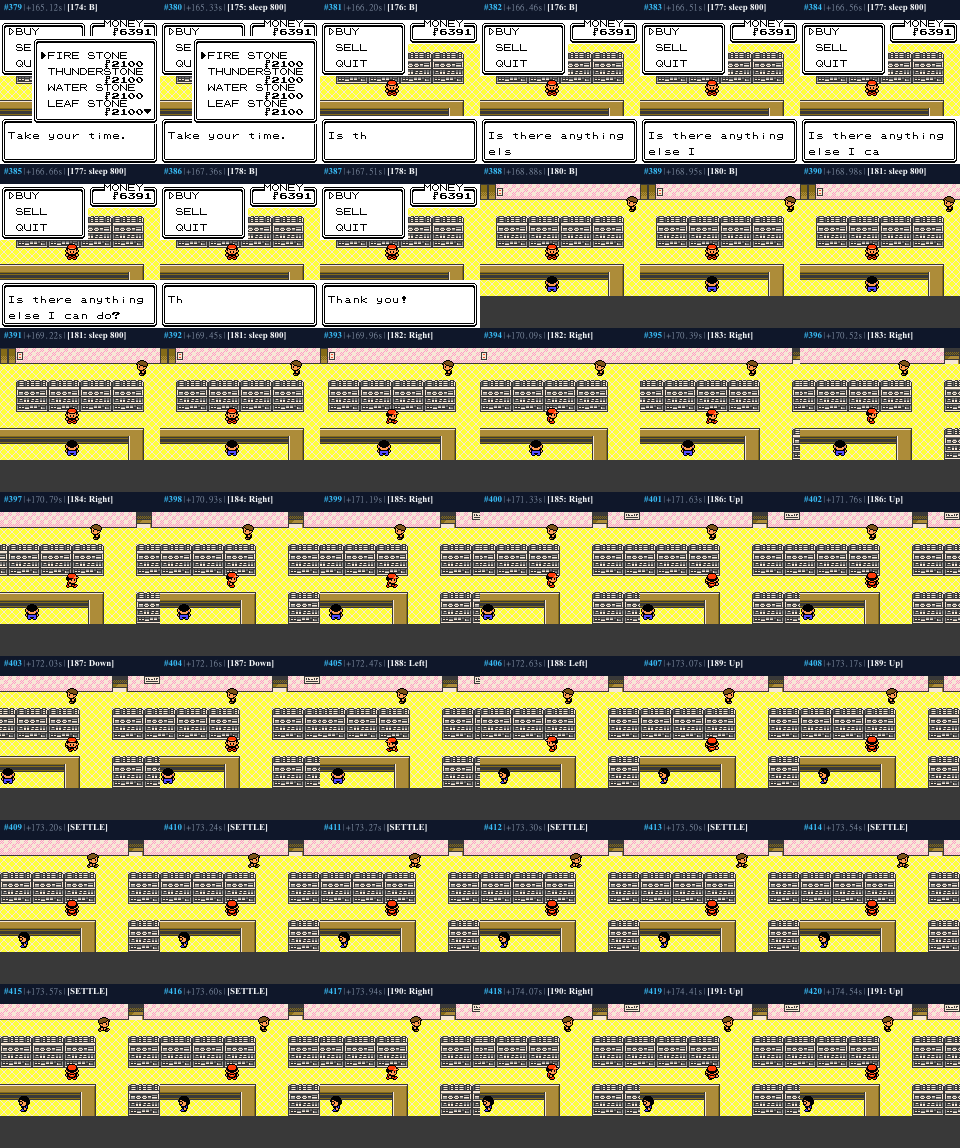 #379|+165.12s|[174: B] #380|+165.33s|[175: sleep 800] #381|+166.20s|[176: B] #382|+166.46s|[176: B] #383|+166.51s|[177: sleep 800] #384|+166.56s|[177: sleep 800]
▷BUY MONEY ₽6391
FIRE STONE ₽2100
THUNDERSTONE ₽2100
WATER STONE ₽2100
LEAF STONE ₽2100
Take your time.
BUY MONEY ₽6391
FIRE STONE ₽2100
THUNDERSTONE ₽2100
WATER STONE ₽2100
LEAF STONE ₽2100
Take your time.
BUY MONEY ₽6391
SELL
QUIT
Is th
BUY MONEY ₽6391
SELL
QUIT
Is there anything
els
BUY MONEY ₽6391
SELL
QUIT
Is there anything
else I
BUY MONEY ₽6391
SELL
QUIT
Is there anything
else I ca
#385|+166.66s|[177: sleep 800] #386|+167.36s|[178: B] #387|+167.51s|[178: B] #388|+168.88s|[180: B] #389|+168.95s|[180: B] #390|+168.98s|[181: sleep 800]
BUY MONEY ₽6391
SELL
QUIT
Is there anything
else I can do?
BUY MONEY ₽6391
SELL
QUIT
Th
BUY MONEY ₽6391
SELL
QUIT
Thank you!
#391|+169.22s|[181: sleep 800] #392|+169.45s|[181: sleep 800] #393|+169.96s|[182: Right] #394|+170.09s|[182: Right] #395|+170.39s|[183: Right] #396|+170.52s|[183: Right]
#397|+170.79s|[184: Right] #398|+170.93s|[184: Right] #399|+171.19s|[185: Right] #400|+171.33s|[185: Right] #401|+171.63s|[186: Up] #402|+171.76s|[186: Up]
#403|+172.03s|[187: Down] #404|+172.16s|[187: Down] #405|+172.47s|[188: Left] #406|+172.63s|[188: Left] #407|+173.07s|[189: Up] #408|+173.17s|[189: Up]
#409|+173.20s|[SETTLE] #410|+173.24s|[SETTLE] #411|+173.27s|[SETTLE] #412|+173.30s|[SETTLE] #413|+173.50s|[SETTLE] #414|+173.54s|[SETTLE]
#415|+173.57s|[SETTLE] #416|+173.60s|[SETTLE] #417|+173.94s|[190: Right] #418|+174.07s|[190: Right] #419|+174.41s|[191: Up] #420|+174.54s|[191: Up]